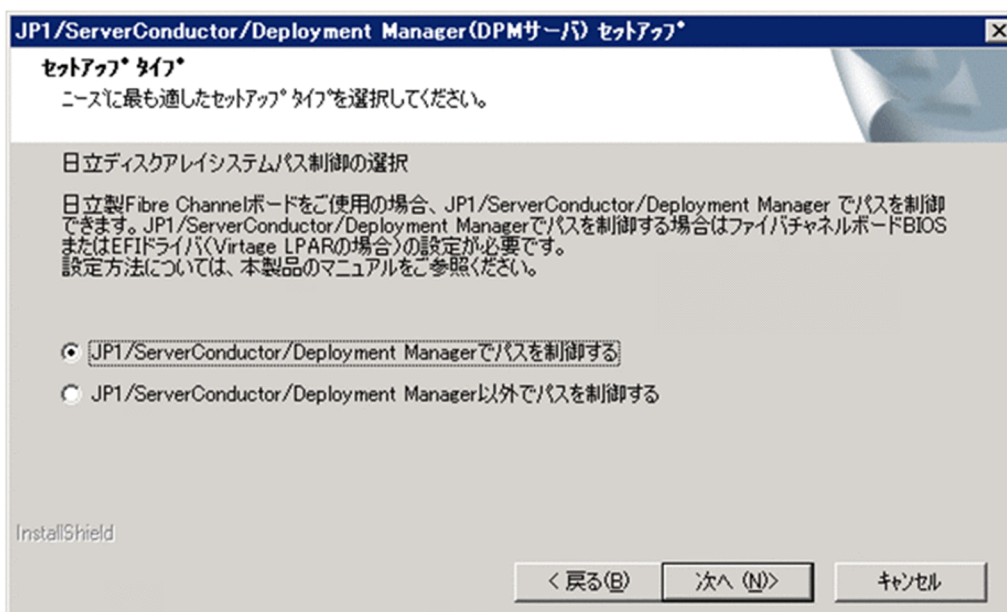 JP1/ServerConductor/Deployment Manager(DPMサーバ) セットアップ
セットアップ タイプ
ニーズに最も適したセットアップ タイプを選択してください。
日立ディスクアレイシステムパス制御の選択
日立製Fibre Channelボードをご使用の場合、JP1/ServerConductor/Deployment Manager でパスを制御
できます。JP1/ServerConductor/Deployment Managerでパスを制御する場合はファイバチャネルボードBIOS
またはEFIドライバ(Virtage LPARの場合)の設定が必要です。
設定方法については、本製品のマニュアルをご参照ください。
JP1/ServerConductor/Deployment Managerでパスを制御する
JP1/ServerConductor/Deployment Manager以外でパスを制御する
InstallShield
< 戻る(B) 次へ (N)> キャンセル